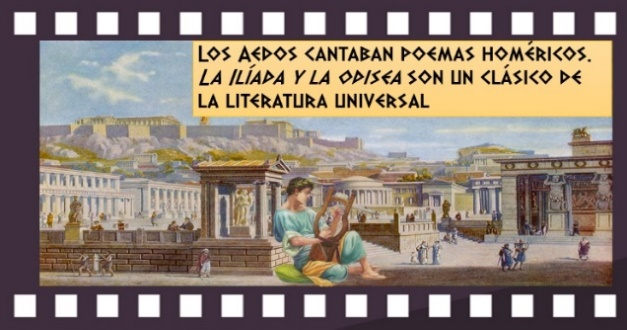 Los Aedos cantaban poemas homéricos.
La Ilíada y la odisea son un clásico de
la literatura universal